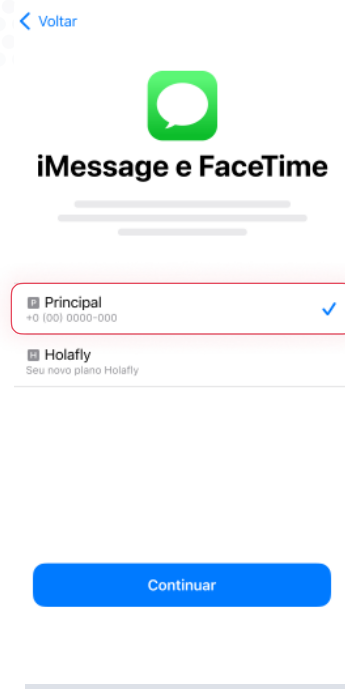 Voltar
iMessage e FaceTime
P Principal
+0 (00) 0000-000
H Holafly
Seu novo plano Holafly
Continuar